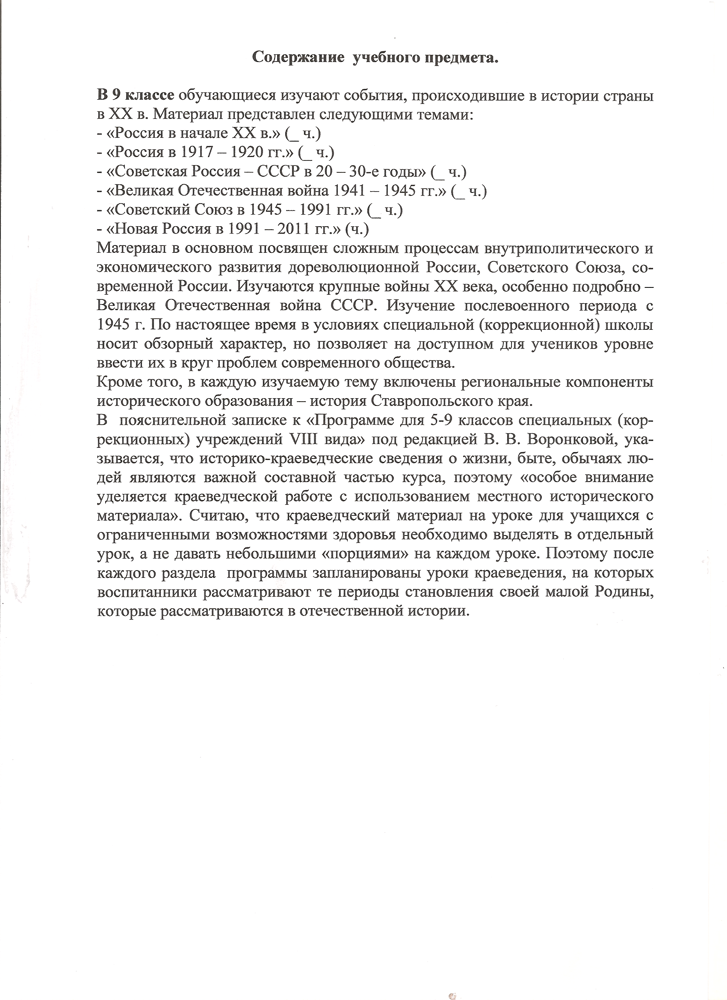 Содержание  учебного предмета.
В 9 классе обучающиеся изучают события, происходившие в истории страны
в XX в. Материал представлен следующими темами:
- «Россия в начале XX в.» (_ ч.)
- «Россия в 1917 – 1920 гг.» (_ ч.)
- «Советская Россия – СССР в 20 – 30-е годы» (_ ч.)
- «Великая Отечественная война 1941 – 1945 гг.» (_ ч.)
- «Советский Союз в 1945 – 1991 гг.» (_ ч.)
- «Новая Россия в 1991 – 2011 гг.» (ч.)
Материал в основном посвящен сложным процессам внутриполитического и
экономического развития дореволюционной России, Советского Союза, со-
временной России. Изучаются крупные войны XX века, особенно подробно –
Великая Отечественная война СССР. Изучение послевоенного периода с
1945 г. По настоящее время в условиях специальной (коррекционной) школы
носит обзорный характер, но позволяет на доступном для учеников уровне
ввести их в круг проблем современного общества.
Кроме того, в каждую изучаемую тему включены региональные компоненты
исторического образования – история Ставропольского края.
В  пояснительной записке к «Программе для 5-9 классов специальных (кор-
рекционных) учреждений VIII вида» под редакцией В. В. Воронковой, ука-
зывается, что историко-краеведческие сведения о жизни, быте, обычаях лю-
дей являются важной составной частью курса, поэтому «особое внимание
уделяется краеведческой работе с использованием местного исторического
материала». Считаю, что краеведческий материал на уроке для учащихся с
ограниченными возможностями здоровья необходимо выделять в отдельный
урок, а не давать небольшими «порциями» на каждом уроке. Поэтому после
каждого раздела  программы запланированы уроки краеведения, на которых
воспитанники рассматривают те периоды становления своей малой Родины,
которые рассматриваются в отечественной истории.